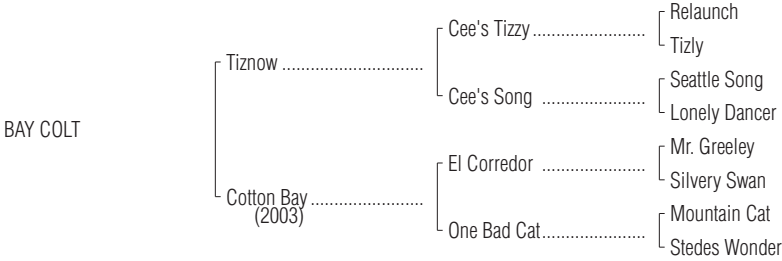 Relaunch
Cee's Tizzy........................
Tizly
Tiznow ..............................
Seattle Song
Cee's Song ......................
Lonely Dancer
BAY COLT
Mr. Greeley
El Corredor ......................
Silvery Swan
Cotton Bay........................
(2003)
Mountain Cat
One Bad Cat......................
Stedes Wonder